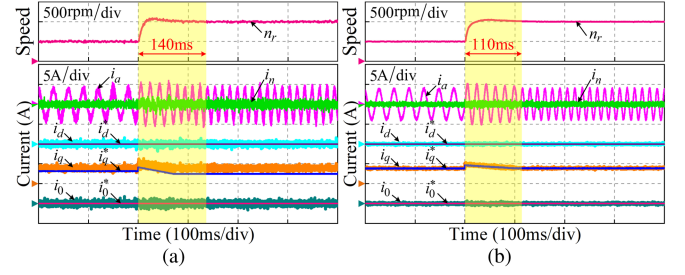 Speed
500rpm/div
n_r
140ms
Current (A)
5A/div
i_a
i_n
i_d
i_d^*
i_q
i_q^*
i_0
i_0^*
Time (100ms/div)
(a)
Speed
500rpm/div
n_r
110ms
Current (A)
5A/div
i_a
i_n
i_d
i_d^*
i_q
i_q^*
i_0
i_0^*
Time (100ms/div)
(b)